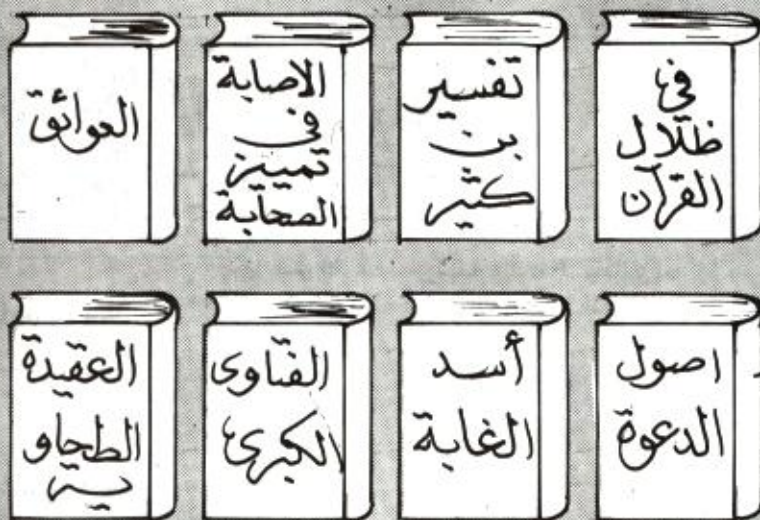 في
ظلال
القرآن
تفسير
بن
كثير
الاصابة
في
تمييز
الصحابة
العوائق
اصول
الدعوة
أسد
الغابة
الفتاوى
الكبرى
العقيدة
الطحاو
ية